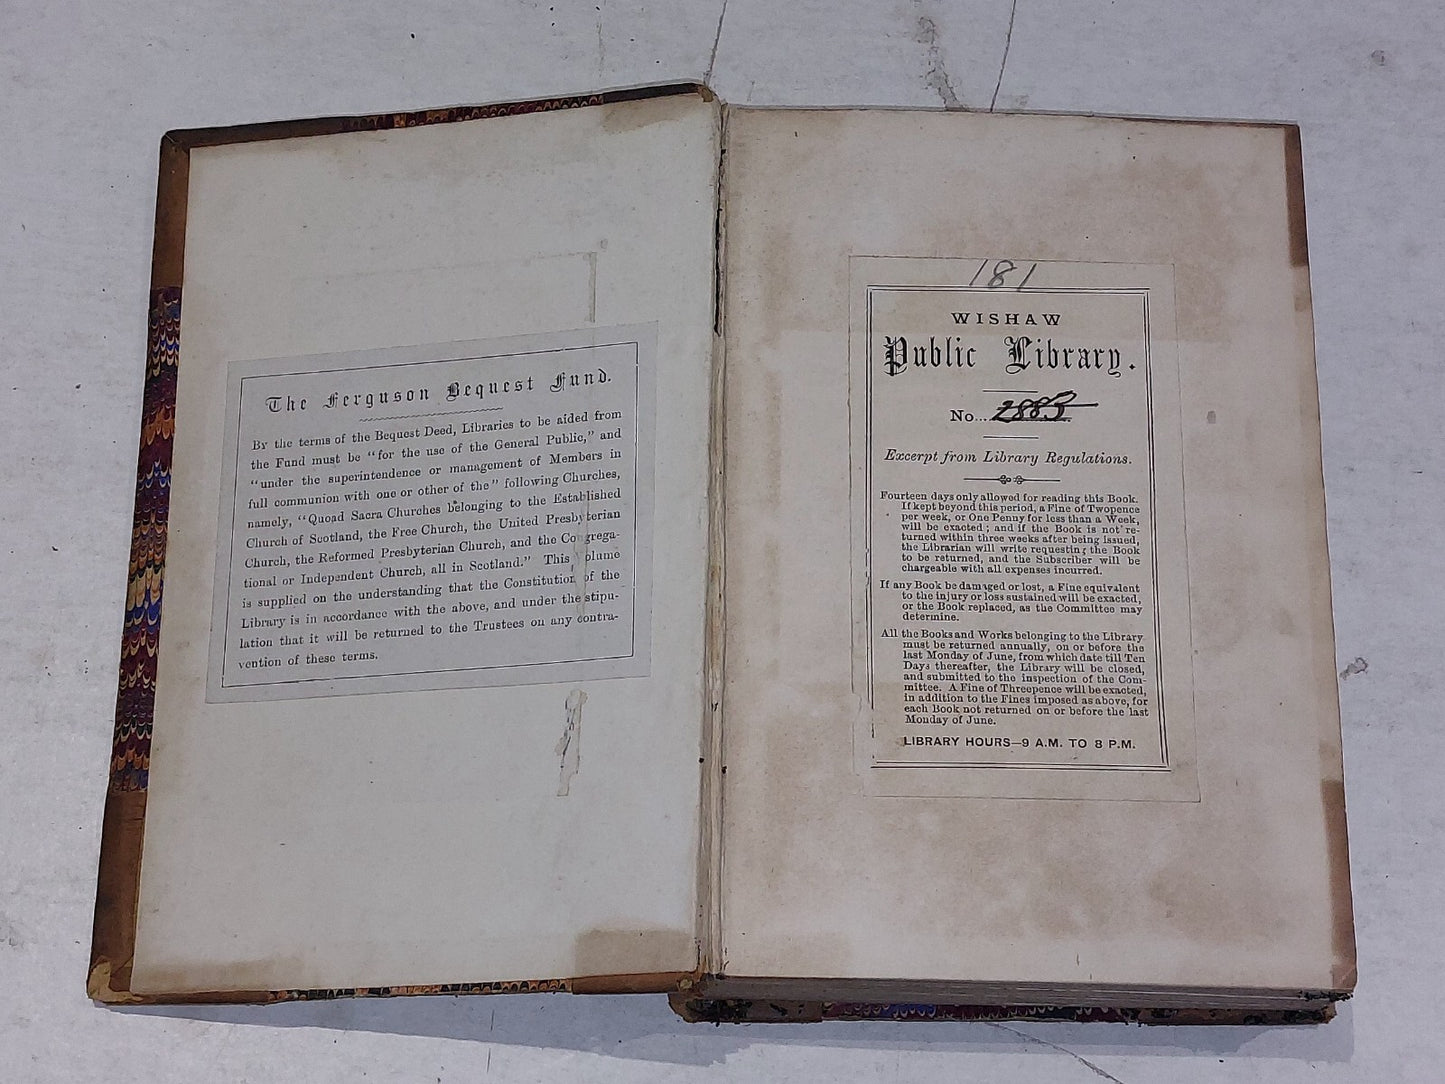 The Ferguson Bequest Fund.
By the terms of the Bequest Deed, Libraries to be aided from
the Fund must be "for the use of the General Public," and
"under the superintendence or management of Members in
full communion with one or other of the" following Churches,
namely, "Quoad Sacra Churches belonging to the Established
Church of Scotland, the Free Church, the United Presbyterian
Church, the Reformed Presbyterian Church, and the Congrega-
tional or Independent Church, all in Scotland." This Volume
is supplied on the understanding that the Constitution of the
Library is in accordance with the above, and under the stipu-
lation that it will be returned to the Trustees on any contra-
vention of these terms.
181
WISHAW
Public Library.
No... 2883
Excerpt from Library Regulations.
Fourteen days only allowed for reading this Book.
If kept beyond this period, a Fine of Twopence
per week, or One Penny for less than a Week,
will be exacted; and if the Book is not re-
turned within three weeks after being issued,
the Librarian will write requesting the Book
to be returned, and the Subscriber will be
chargeable with all expenses incurred.
If any Book be damaged or lost, a Fine equivalent
to the injury or loss sustained will be exacted,
or the Book replaced, as the Committee may
determine.
All the Books and Works belonging to the Library
must be returned annually, on or before the
last Monday of June, from which date till Ten
Days thereafter, the Library will be closed,
and submitted to the inspection of the Com-
mittee. A Fine of Threepence will be exacted,
in addition to the Fines imposed as above, for
each Book not returned on or before the last
Monday of June.
LIBRARY HOURS—9 A.M. TO 8 P.M.